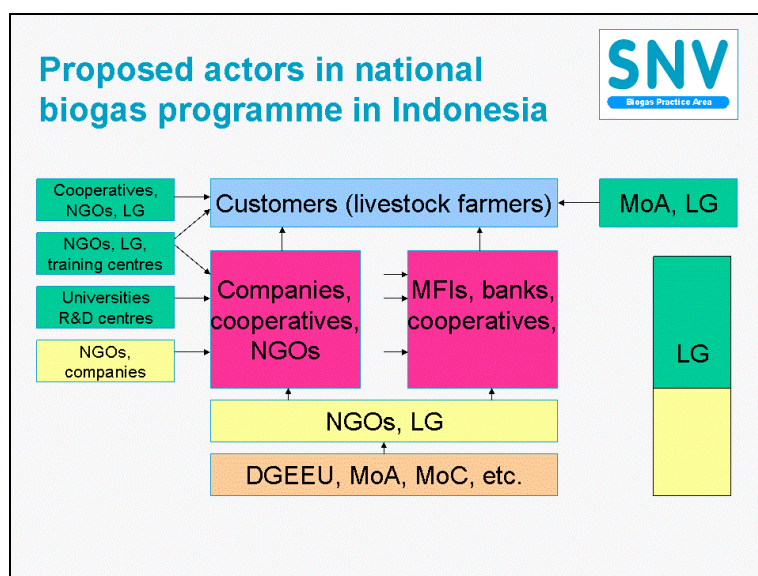 Proposed actors in national
biogas programme in Indonesia
SNV
Biogas Practice Area
Cooperatives,
NGOs, LG
Customers (livestock farmers)
MoA, LG
NGOs, LG,
training centres
Universities
R&D centres
NGOs,
companies
Companies,
cooperatives,
NGOs
MFIs, banks,
cooperatives,
LG
NGOs, LG
DGEEU, MoA, MoC, etc.